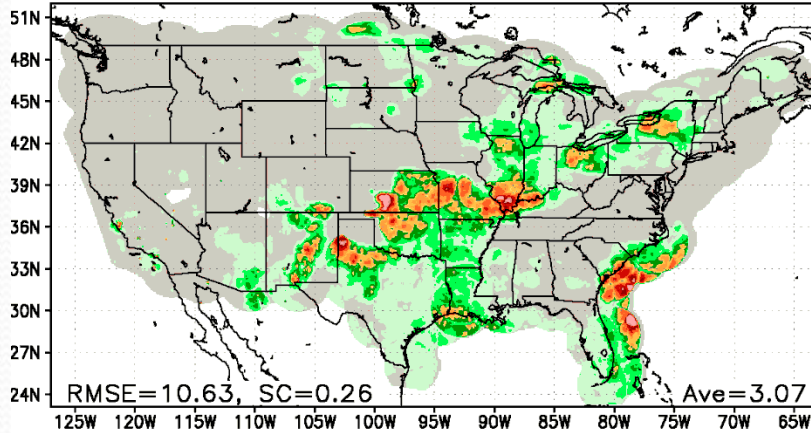 51N
48N
45N
42N
39N
36N
33N
30N
27N
24N
RMSE=10.63, SC=0.26 Ave=3.07
125W 120W 115W 110W 105W 100W 95W 90W 85W 80W 75W 70W 65W